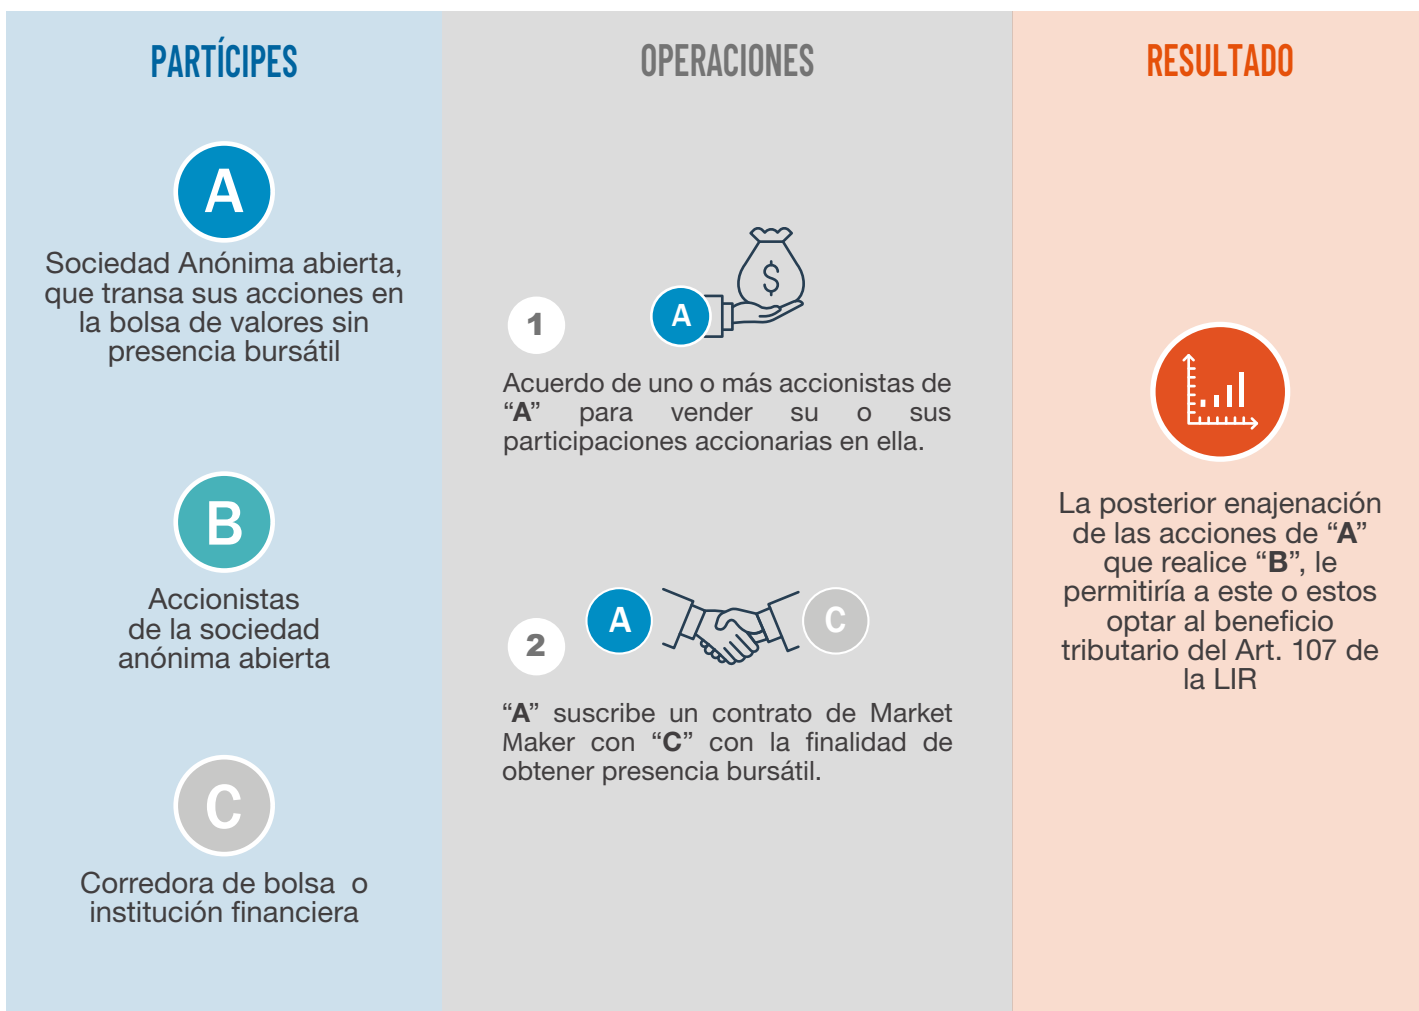 PARTÍCIPES
A
Sociedad Anónima abierta,
que transa sus acciones en
la bolsa de valores sin
presencia bursátil
B
Accionistas
de la sociedad
anónima abierta
C
Corredora de bolsa o
institución financiera
OPERACIONES
$
1
A
Acuerdo de uno o más accionistas de
“A” para vender su o sus
participaciones accionarias en ella.
2
A
C
“A” suscribe un contrato de Market
Maker con “C” con la finalidad de
obtener presencia bursátil.
RESULTADO
La posterior enajenación
de las acciones de “A”
que realice “B”, le
permitiría a este o estos
optar al beneficio
tributario del Art. 107 de
la LIR